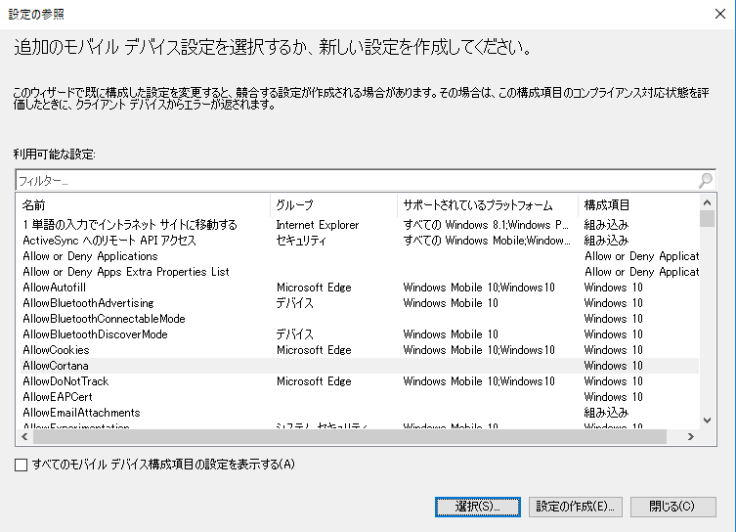 設定の参照
追加のモバイル デバイス設定を選択するか、新しい設定を作成してください。
このウィザードで既に構成した設定を変更すると、競合する設定が作成される場合があります。その場合は、この構成項目のコンプライアンス対応状態を評
価したときに、クライアント デバイスからエラーが返されます。
利用可能な設定:
フィルター...
名前 グループ サポートされているプラットフォーム 構成項目
1 単語の入力でイントラネット サイトに移動する Internet Explorer すべての Windows 8.1;Windows P... 組み込み
ActiveSync へのリモート API アクセス セキュリティ すべての Windows Mobile;Window... 組み込み
Allow or Deny Applications Allow or Deny Applicat
Allow or Deny Apps Extra Properties List Allow or Deny Applicat
AllowAutofill Microsoft Edge Windows Mobile 10;Windows10 Windows 10
AllowBluetoothAdvertising デバイス Windows Mobile 10 Windows 10
AllowBluetoothConnectableMode Windows 10
AllowBluetoothDiscoverMode デバイス Windows Mobile 10 Windows 10
AllowCookies Microsoft Edge Windows Mobile 10;Windows10 Windows 10
AllowCortana Windows 10
AllowDoNotTrack Microsoft Edge Windows Mobile 10;Windows10 Windows 10
AllowEAPCert Windows 10
AllowEmailAttachments 組み込み
AllowExperimentation システム セキュリティ Windows Mobile 10 Windows 10
すべてのモバイル デバイス構成項目の設定を表示する(A)
選択(S)... 設定の作成(E)... 閉じる(C)